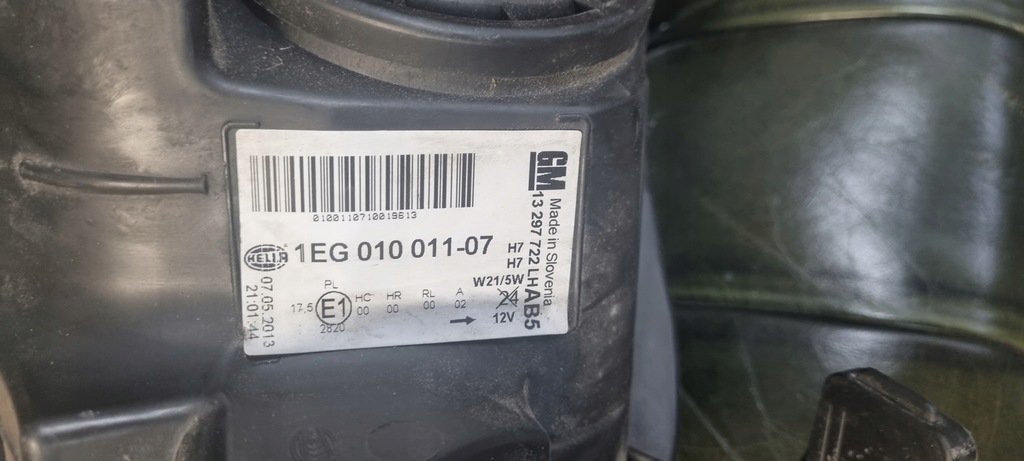 0100110710019613
HELLA 1EG 010 011-07
H7
H7
W21/5W
PL
17.5 E1 HC HR RL A
00 00 00 02
2820
24
12V
07.05.2013
21:01:44
GM
13 297 722 LH AB5
Made in Slovenia